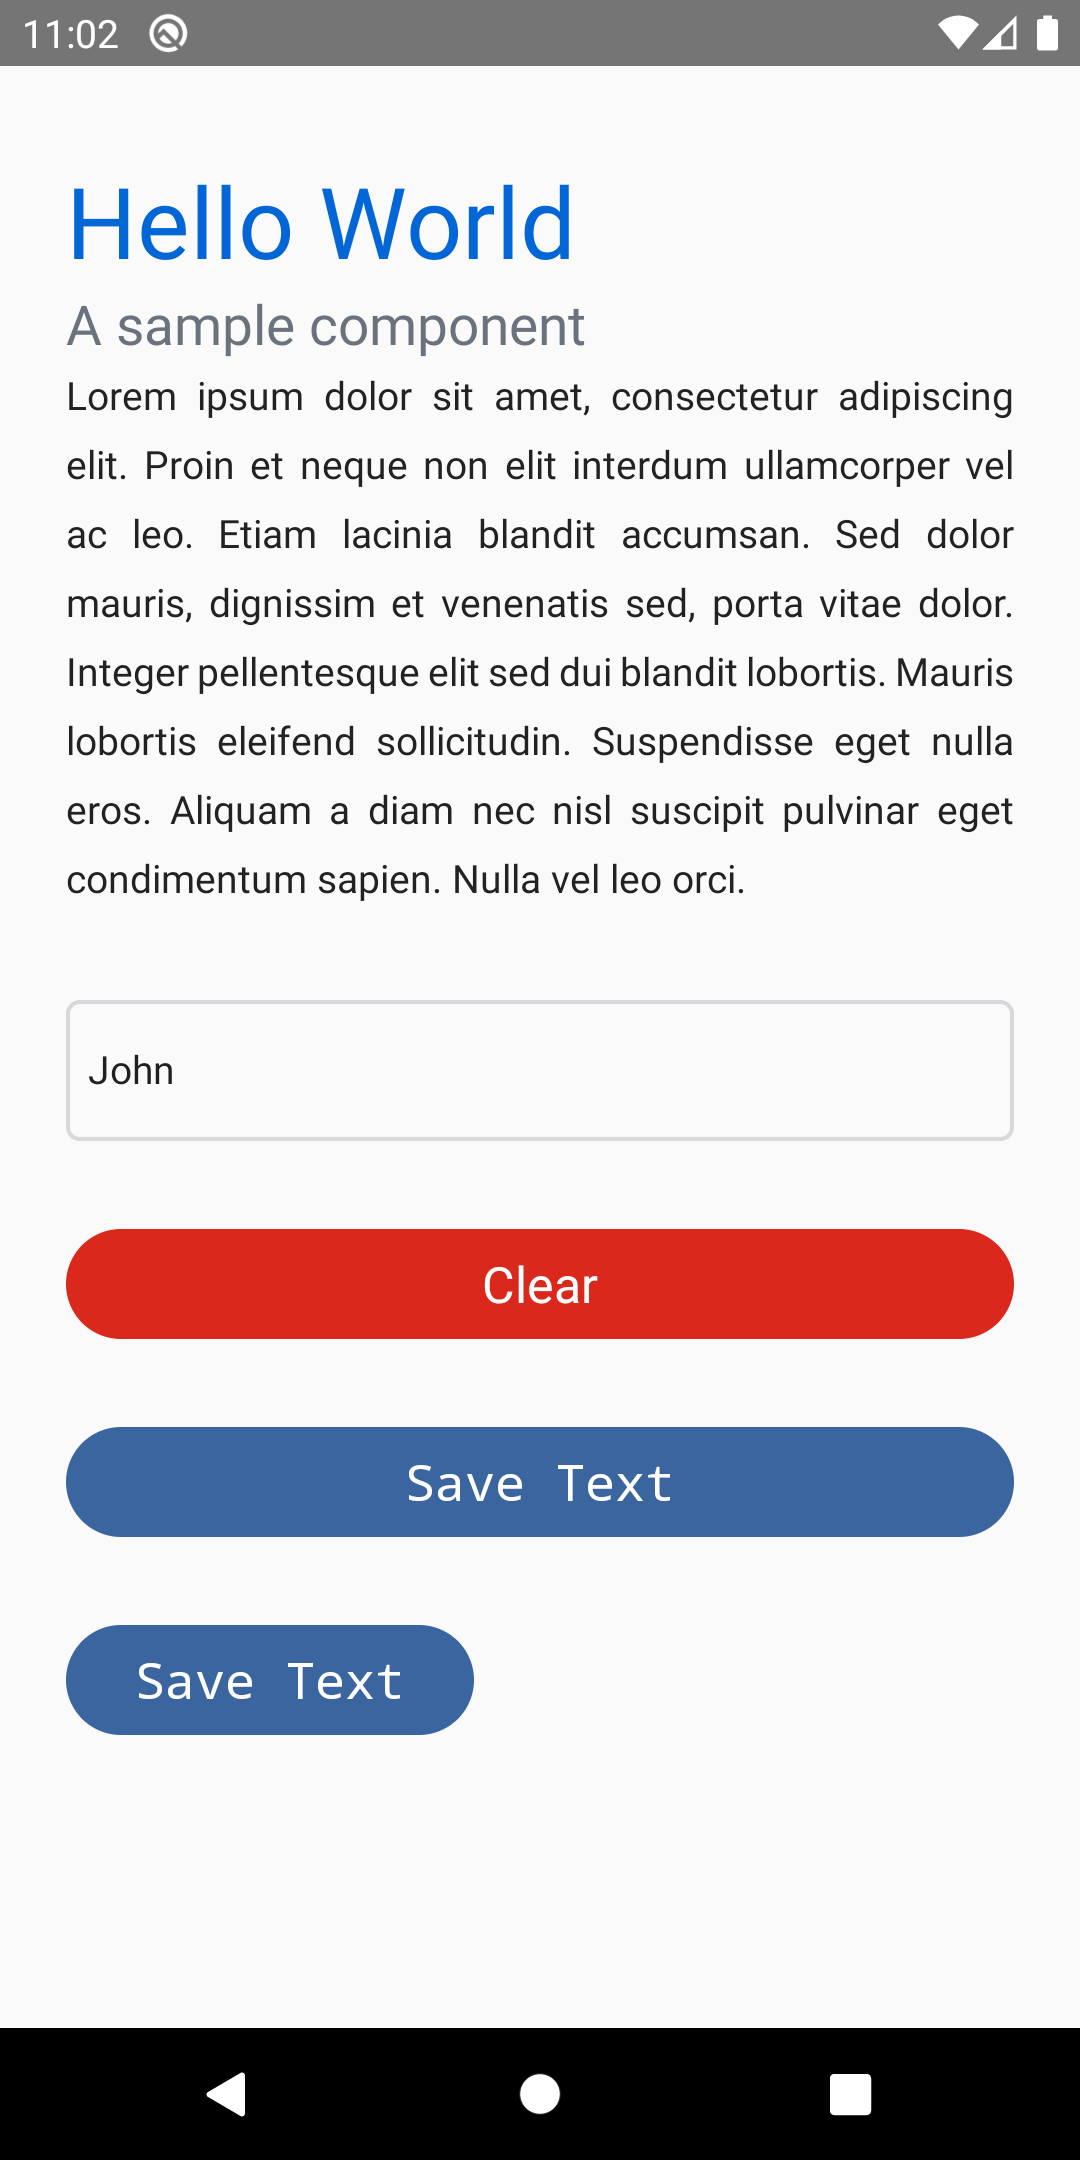 11:02
Hello World
A sample component
Lorem ipsum dolor sit amet, consectetur adipiscing
elit. Proin et neque non elit interdum ullamcorper vel
ac leo. Etiam lacinia blandit accumsan. Sed dolor
mauris, dignissim et venenatis sed, porta vitae dolor.
Integer pellentesque elit sed dui blandit lobortis. Mauris
lobortis eleifend sollicitudin. Suspendisse eget nulla
eros. Aliquam a diam nec nisl suscipit pulvinar eget
condimentum sapien. Nulla vel leo orci.
John
Clear
Save Text
Save Text